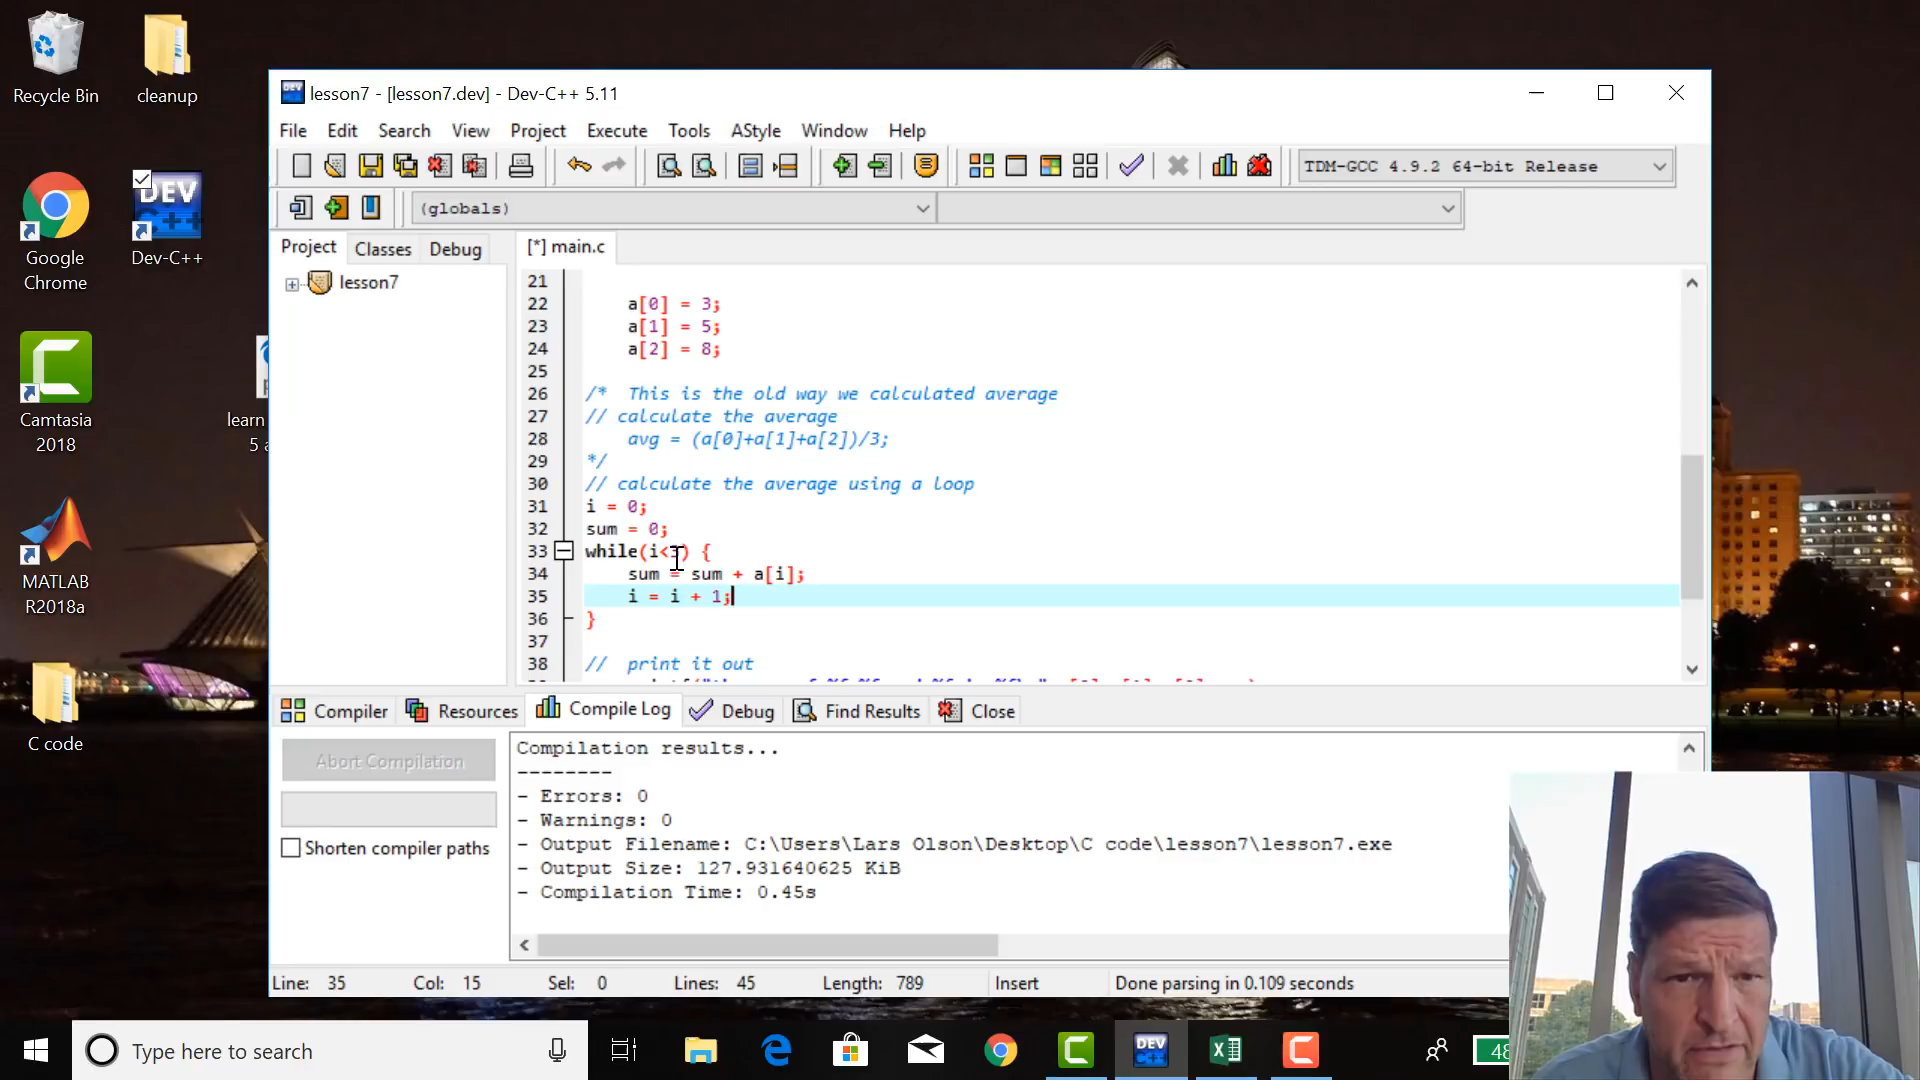 Recycle Bin
cleanup
Google
Chrome
DEV
C++
Dev-C++
Camtasia
2018
learn
5 a
MATLAB
R2018a
C code
lesson7 - [lesson7.dev] - Dev-C++ 5.11
File Edit Search View Project Execute Tools AStyle Window Help
TDM-GCC 4.9.2 64-bit Release
(globals)
Project Classes Debug
[*] main.c
lesson7
21
22 a[0] = 3;
23 a[1] = 5;
24 a[2] = 8;
25
26 /* This is the old way we calculated average
27 // calculate the average
28 avg = (a[0]+a[1]+a[2])/3;
29 */
30 // calculate the average using a loop
31 i = 0;
32 sum = 0;
33 while(i<3) {
34 sum = sum + a[i];
35 i = i + 1;
36 }
37
38 // print it out
Compiler Resources Compile Log Debug Find Results Close
Abort Compilation
Shorten compiler paths
Compilation results...
--------
- Errors: 0
- Warnings: 0
- Output Filename: C:\Users\Lars Olson\Desktop\C code\lesson7\lesson7.exe
- Output Size: 127.931640625 KiB
- Compilation Time: 0.45s
Line: 35 Col: 15 Sel: 0 Lines: 45 Length: 789 Insert Done parsing in 0.109 seconds
Type here to search
DEV
C++
48